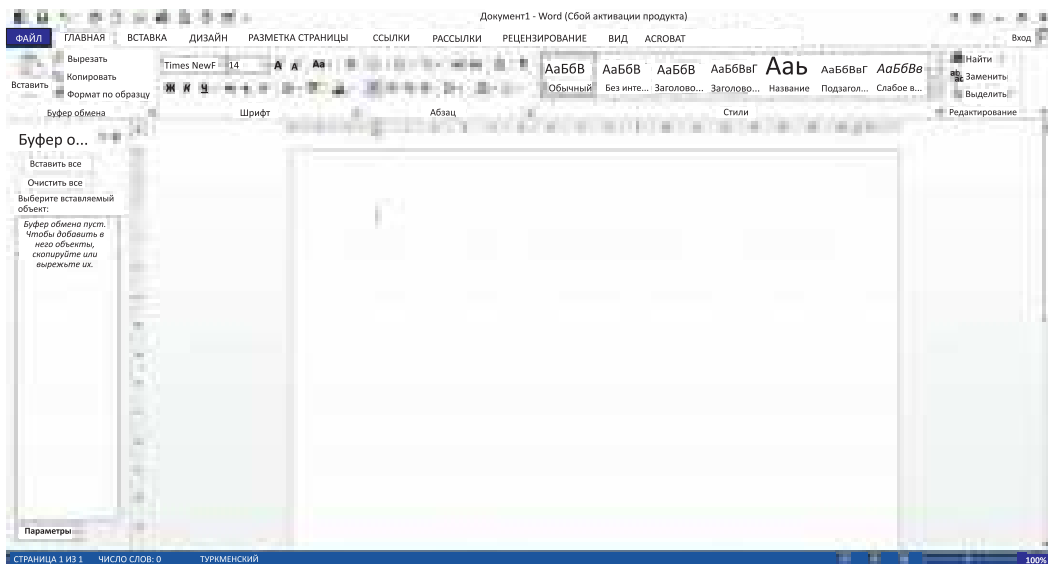 Документ1 - Word (Сбой активации продукта)
ФАЙЛ ГЛАВНАЯ ВСТАВКА ДИЗАЙН РАЗМЕТКА СТРАНИЦЫ ССЫЛКИ РАССЫЛКИ РЕЦЕНЗИРОВАНИЕ ВИД ACROBAT Вход
Вставить
Вырезать
Копировать
Формат по образцу
Буфер обмена
Times NewF 14 А А Аа
Ж К Ч
Шрифт
Абзац
АаБбВ АаБбВ АаБбВ АаБбВвГ Ааь АаБбВвГ АаБбВв
Обычный Без инте... Заголово... Заголово... Название Подзагол... Слабое в...
Стили
Найти
Заменить
Выделить
Редактирование
Буфер о...
Вставить все
Очистить все
Выберите вставляемый
объект:
Буфер обмена пуст.
Чтобы добавить в
него объекты,
скопируйте или
вырежьте их.
Параметры
СТРАНИЦА 1 ИЗ 1 ЧИСЛО СЛОВ: 0 ТУРКМЕНСКИЙ 100%